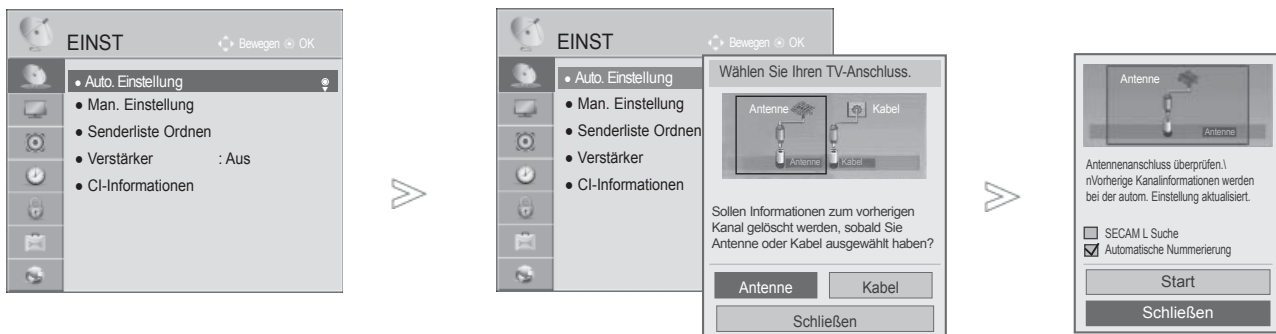 EINST
Bewegen OK
● Auto. Einstellung
● Man. Einstellung
● Senderliste Ordnen
● Verstärker : Aus
● CI-Informationen
EINST
Bewegen OK
● Auto. Einstellung
● Man. Einstellung
● Senderliste Ordnen
● Verstärker
● CI-Informationen
Wählen Sie Ihren TV-Anschluss.
Antenne Kabel
Antenne Kabel
Sollen Informationen zum vorherigen
Kanal gelöscht werden, sobald Sie
Antenne oder Kabel ausgewählt haben?
Antenne Kabel
Schließen
Antenne
Antenne
Antennenanschluss überprüfen.\
nVorherige Kanalinformationen werden
bei der autom. Einstellung aktualisiert.
SECAM L Suche
Automatische Nummerierung
Start
Schließen